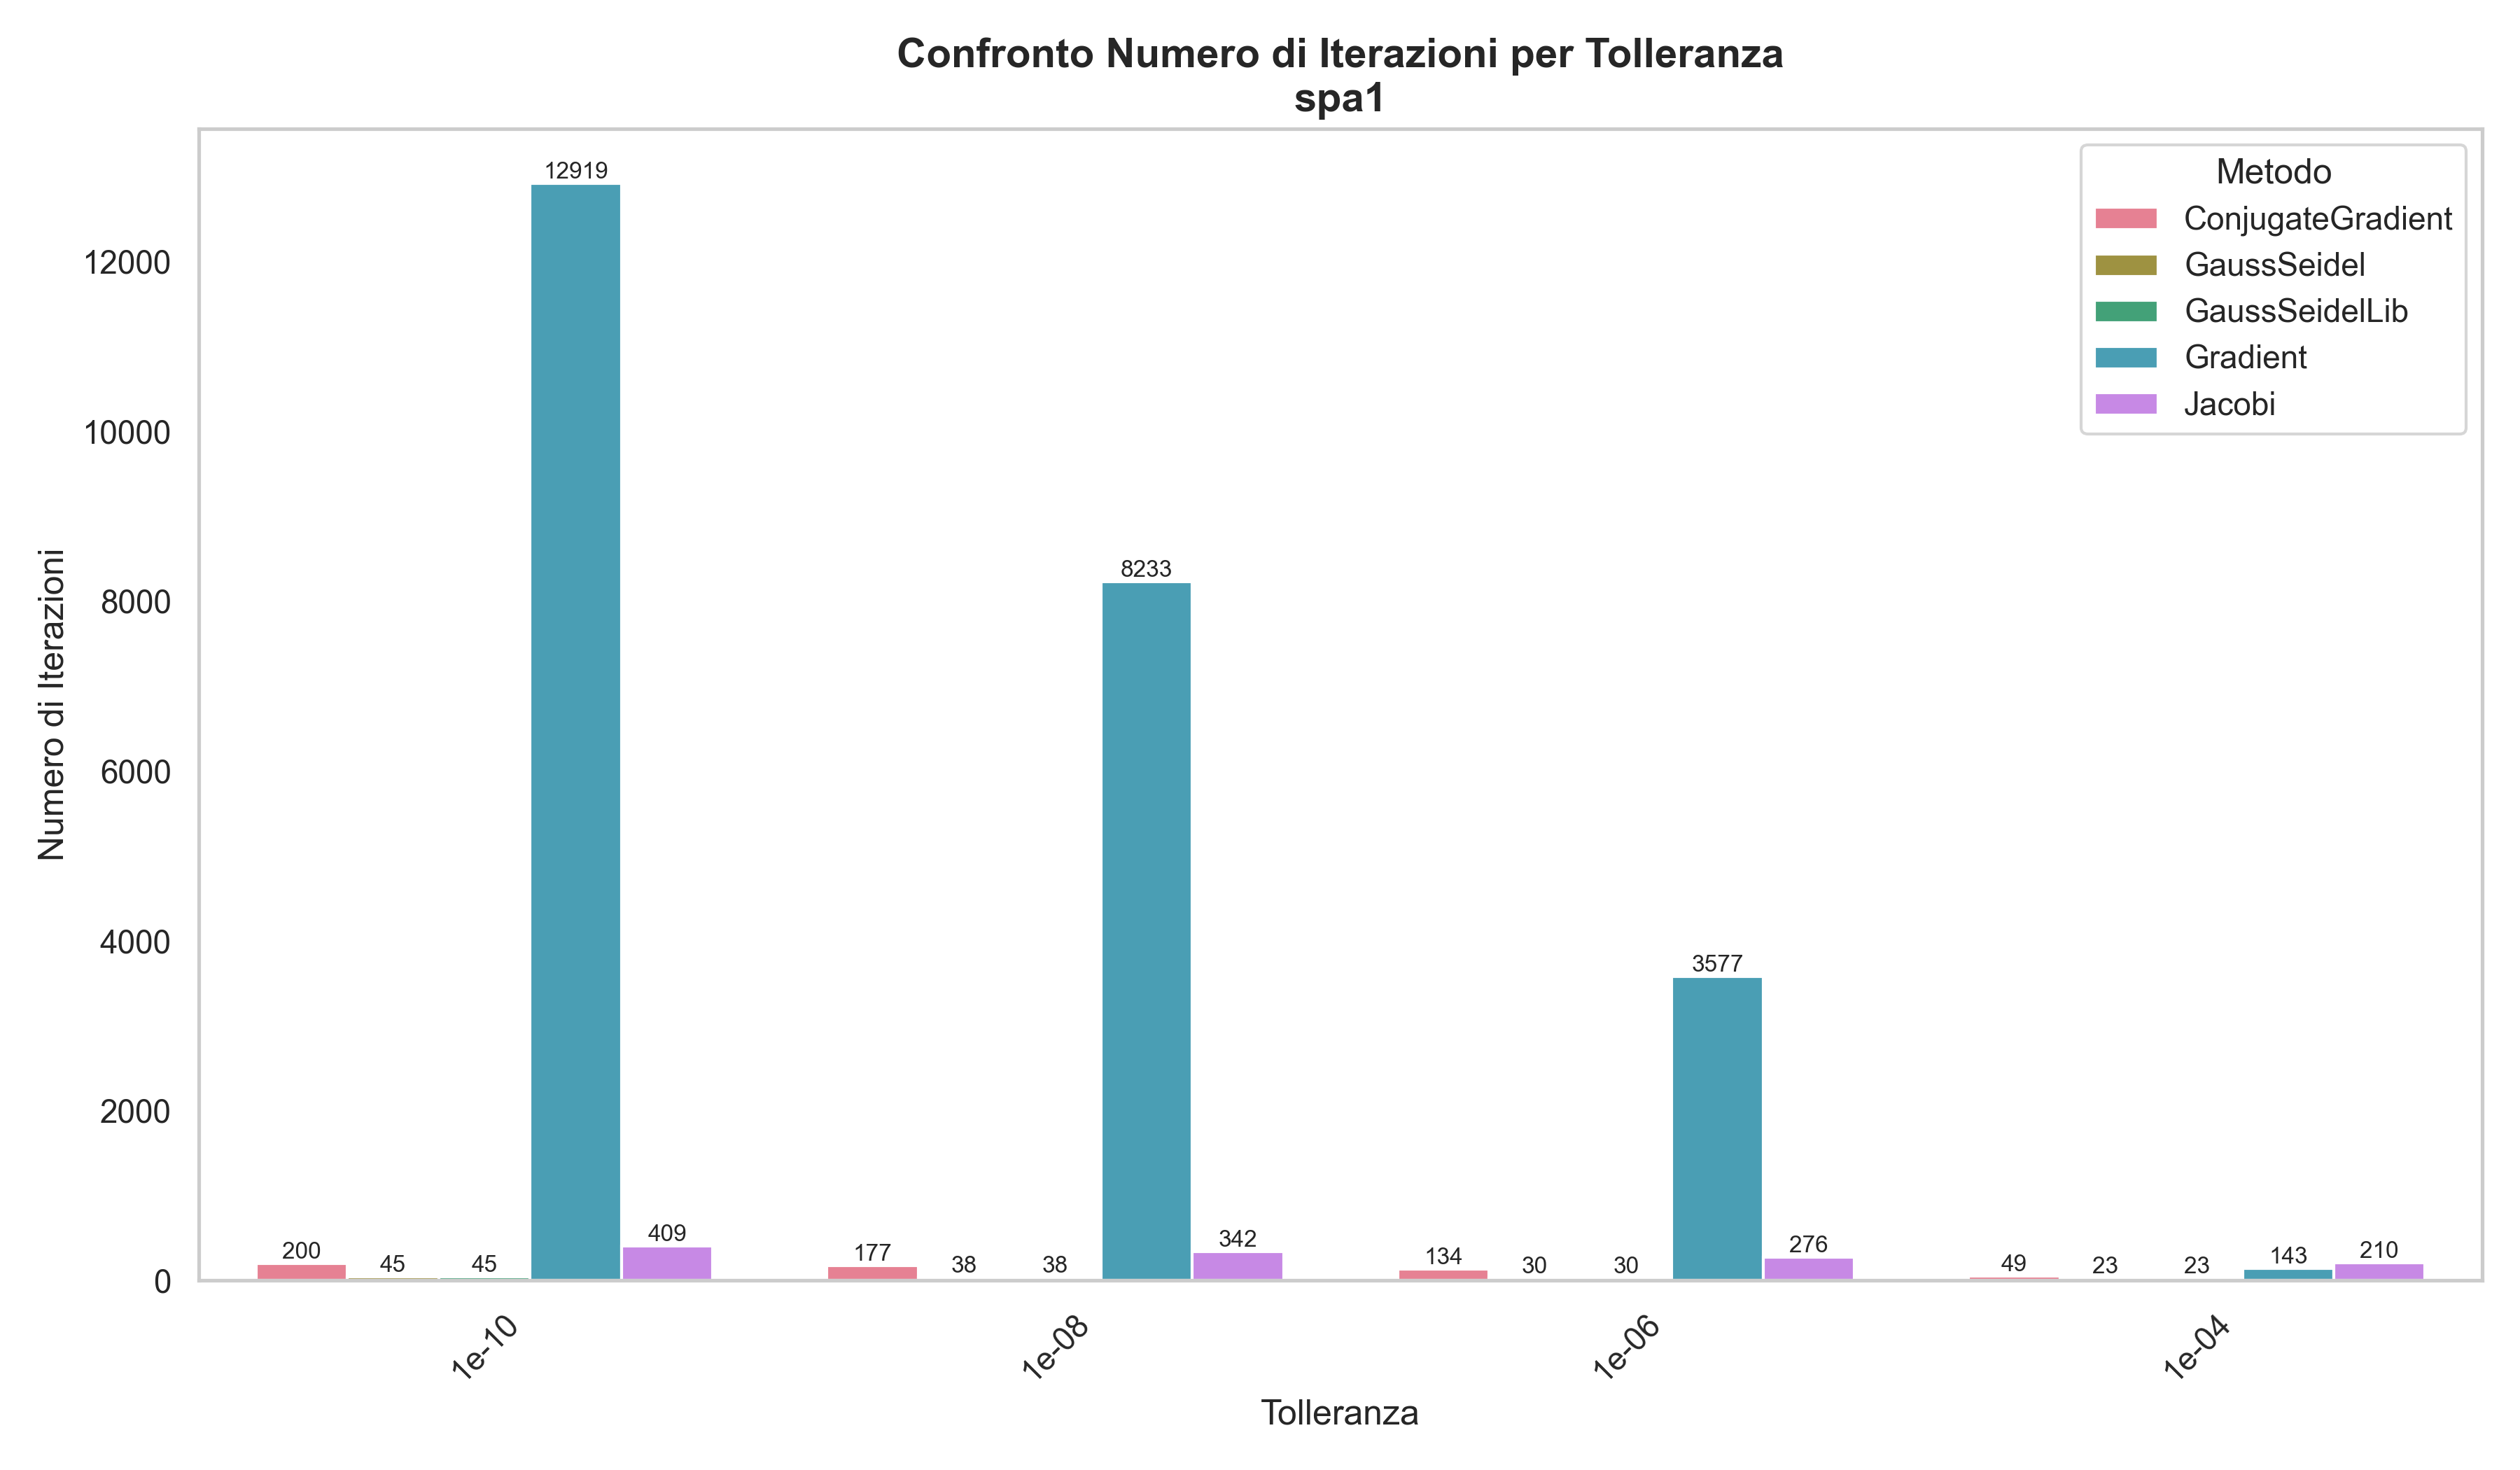 Confronto Numero di Iterazioni per Tolleranza
spa1
Metodo
ConjugateGradient
GaussSeidel
GaussSeidelLib
Gradient
Jacobi
Numero di Iterazioni
12000
10000
8000
6000
4000
2000
0
200
45
45
12919
409
177
38
38
8233
342
134
30
30
3577
276
49
23
23
143
210
1e-10
1e-08
1e-06
1e-04
Tolleranza